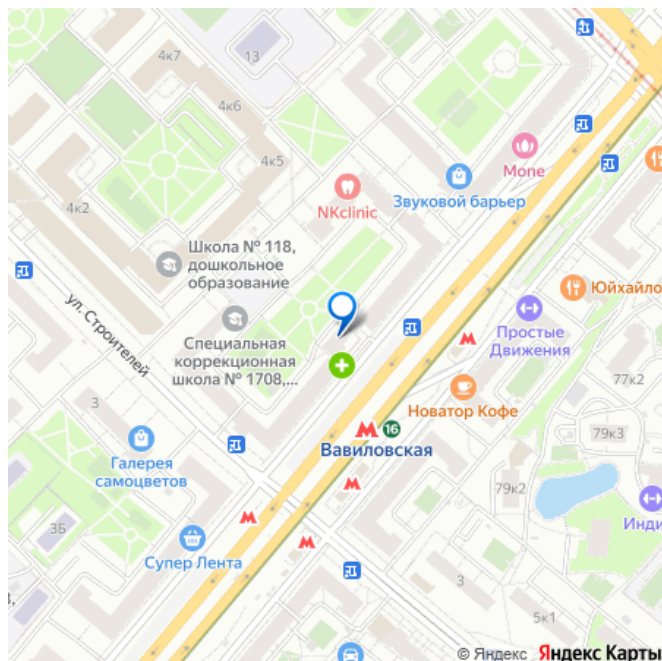 4к7
13
4к6
4к5
Mone
4к2
NKclinic
Звуковой барьер
Школа № 118,
дошкольное
образование
Юйхайло
ул. Строителей
Специальная
коррекционная
школа № 1708,...
Простые
Движения
77к2
3
Новатор Кофе
16
Вавиловская
79к3
Галерея
самоцветов
79к2
3Б
Инди
Супер Лента
3
5к1
3,
© Яндекс Яндекс Карты